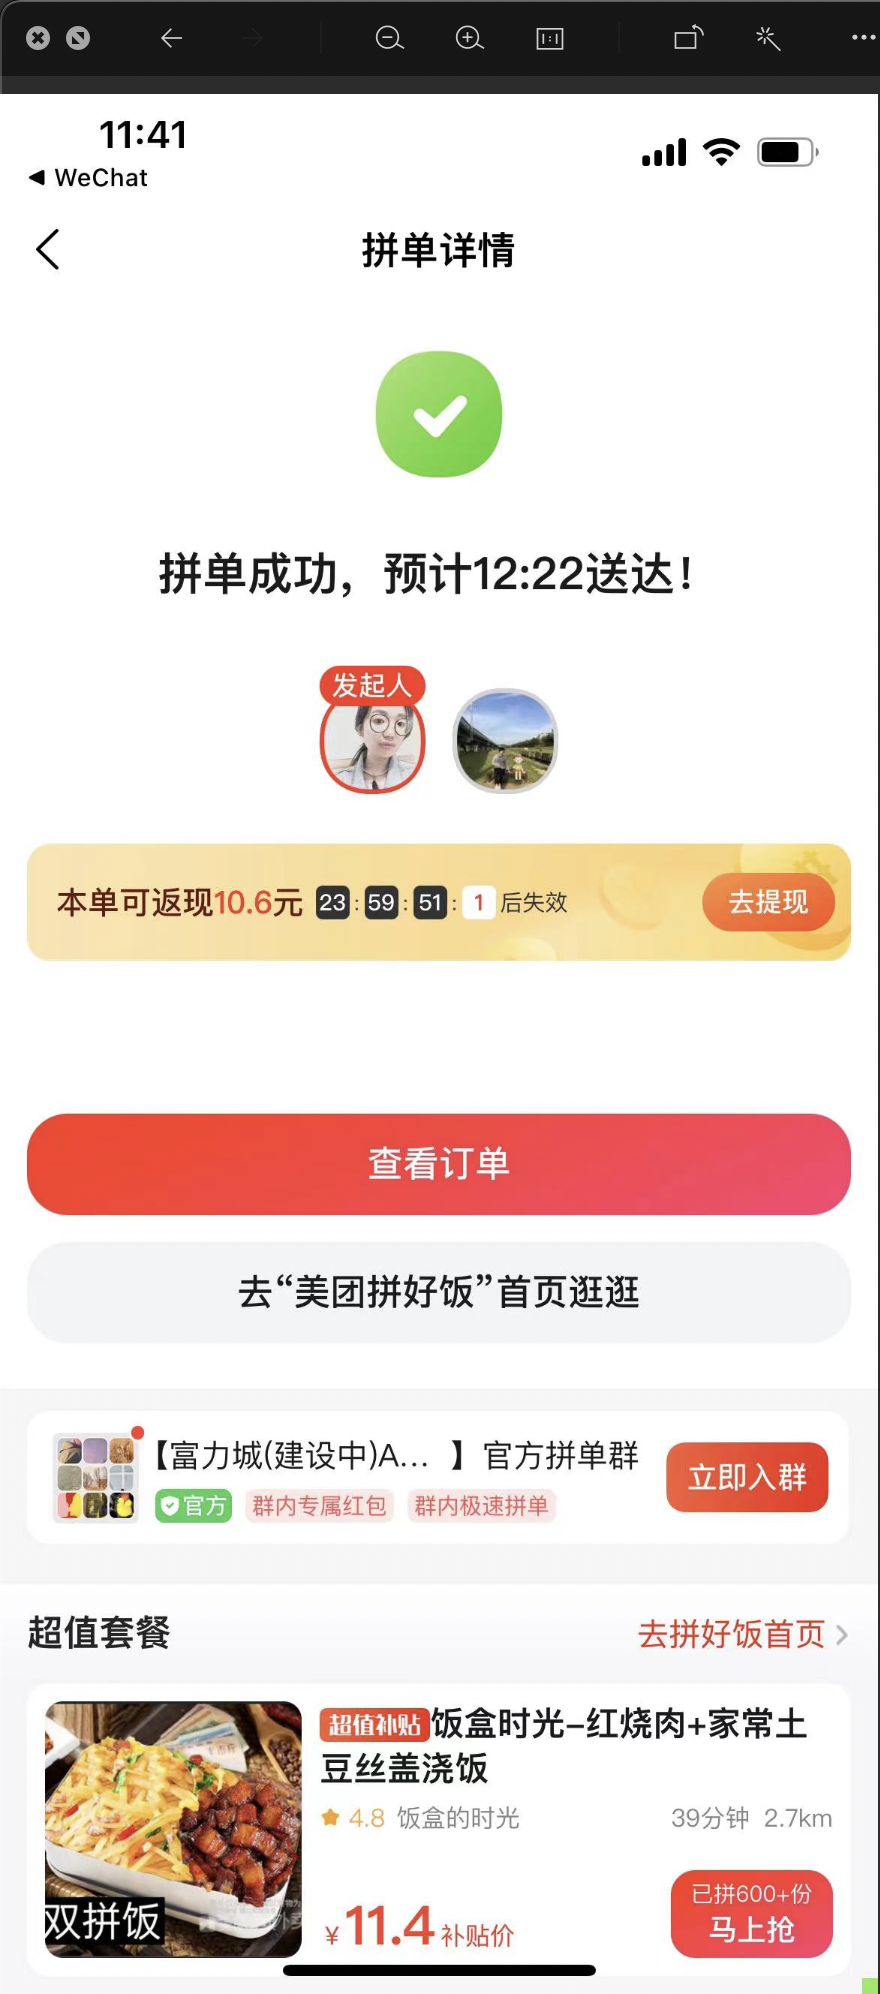 11:41
◀ WeChat
拼单详情
拼单成功，预计12:22送达！
发起人
本单可返现10.6元 23:59:51:1后失效
去提现
查看订单
去“美团拼好饭”首页逛逛
【富力城(建设中)A... 】官方拼单群
官方 群内专属红包 群内极速拼单
立即入群
超值套餐
去拼好饭首页 >
超值补贴 饭盒时光–红烧肉+家常土
豆丝盖浇饭
4.8 饭盒的时光
39分钟 2.7km
双拼饭
¥11.4补贴价
已拼600+份
马上抢